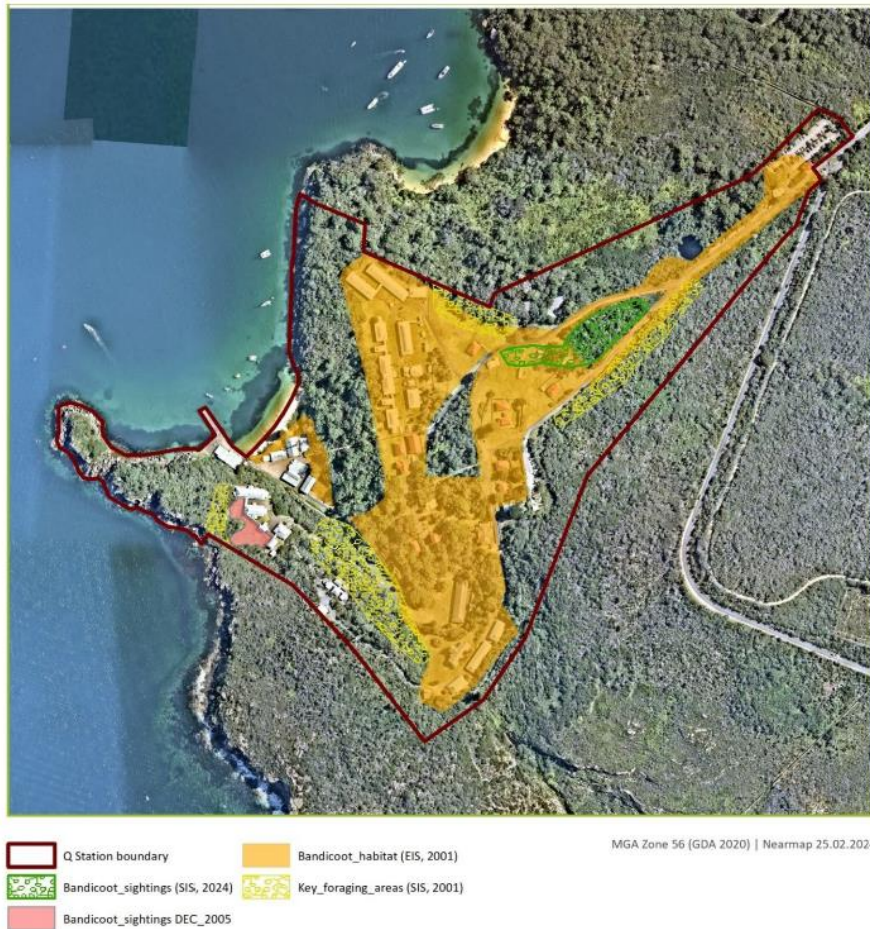 MGA Zone 56 (GDA 2020) | Nearmap 25.02.202
Q Station boundary
Bandicoot_habitat (EIS, 2001)
Bandicoot_sightings (SIS, 2024)
Key_foraging_areas (SIS, 2001)
Bandicoot_sightings DEC_2005